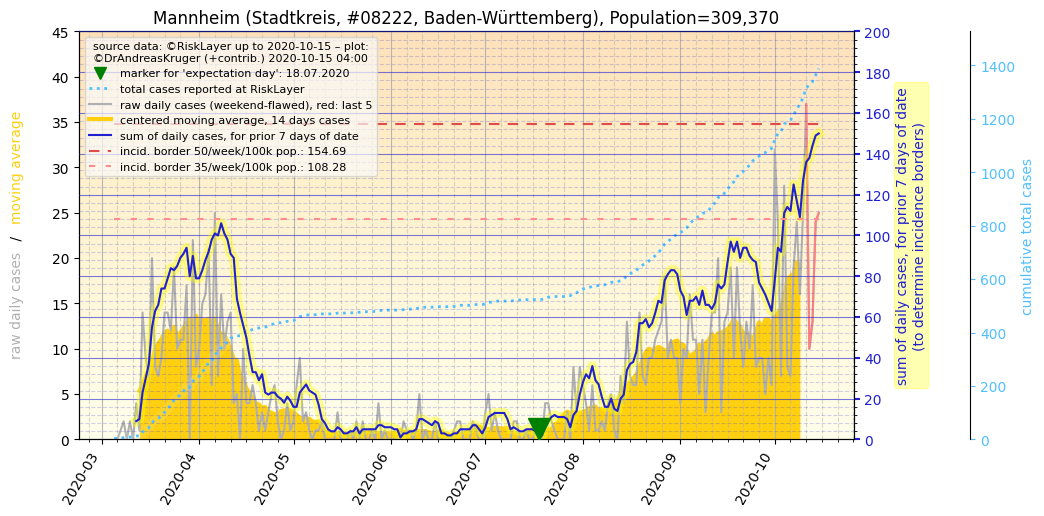 Mannheim (Stadtkreis, #08222, Baden-Württemberg), Population=309,370
source data: ©RiskLayer up to 2020-10-15 – plot:
©DrAndreasKruger (+contrib.) 2020-10-15 04:00
marker for 'expectation day': 18.07.2020
total cases reported at RiskLayer
raw daily cases (weekend-flawed), red: last 5
centered moving average, 14 days cases
sum of daily cases, for prior 7 days of date
incid. border 50/week/100k pop.: 154.69
incid. border 35/week/100k pop.: 108.28
raw daily cases / moving average
45
40
35
30
25
20
15
10
5
0
2020-03
2020-04
2020-05
2020-06
2020-07
2020-08
2020-09
2020-10
200
180
160
140
120
100
80
60
40
20
0
sum of daily cases, for prior 7 days of date
(to determine incidence borders)
1400
1200
1000
800
600
400
200
0
cumulative total cases